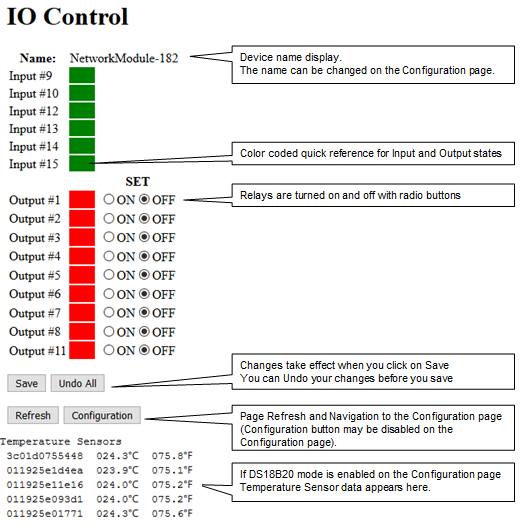 IO Control
Name: NetworkModule-182
Device name display.
The name can be changed on the Configuration page.
Input #9
Input #10
Input #12
Input #13
Input #14
Input #15
Color coded quick reference for Input and Output states
SET
Output #1 ON OFF
Relays are turned on and off with radio buttons
Output #2 ON OFF
Output #3 ON OFF
Output #4 ON OFF
Output #5 ON OFF
Output #6 ON OFF
Output #7 ON OFF
Output #8 ON OFF
Output #11 ON OFF
Save Undo All
Changes take effect when you click on Save
You can Undo your changes before you save
Refresh Configuration
Page Refresh and Navigation to the Configuration page
(Configuration button may be disabled on the
Configuration page).
Temperature Sensors
3c01d0755448 024.3°C 075.8°F
011925e1d4ea 023.9°C 075.1°F
011925e11e16 024.0°C 075.2°F
011925e093d1 024.0°C 075.2°F
011925e01771 024.3°C 075.6°F
If DS18B20 mode is enabled on the Configuration page
Temperature Sensor data appears here.